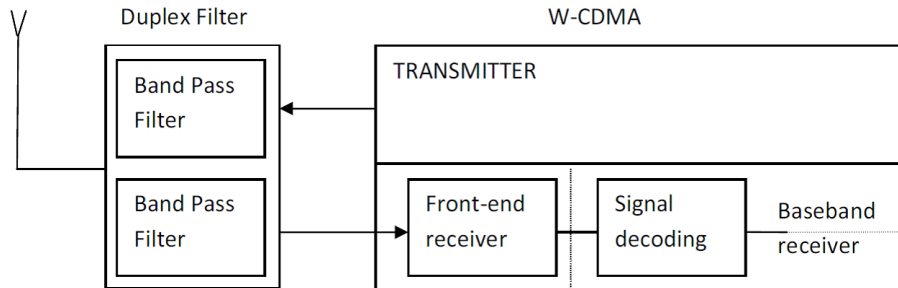 Duplex Filter
W-CDMA
Band Pass
Filter
TRANSMITTER
Band Pass
Filter
Front-end
receiver
Signal
decoding
Baseband
receiver